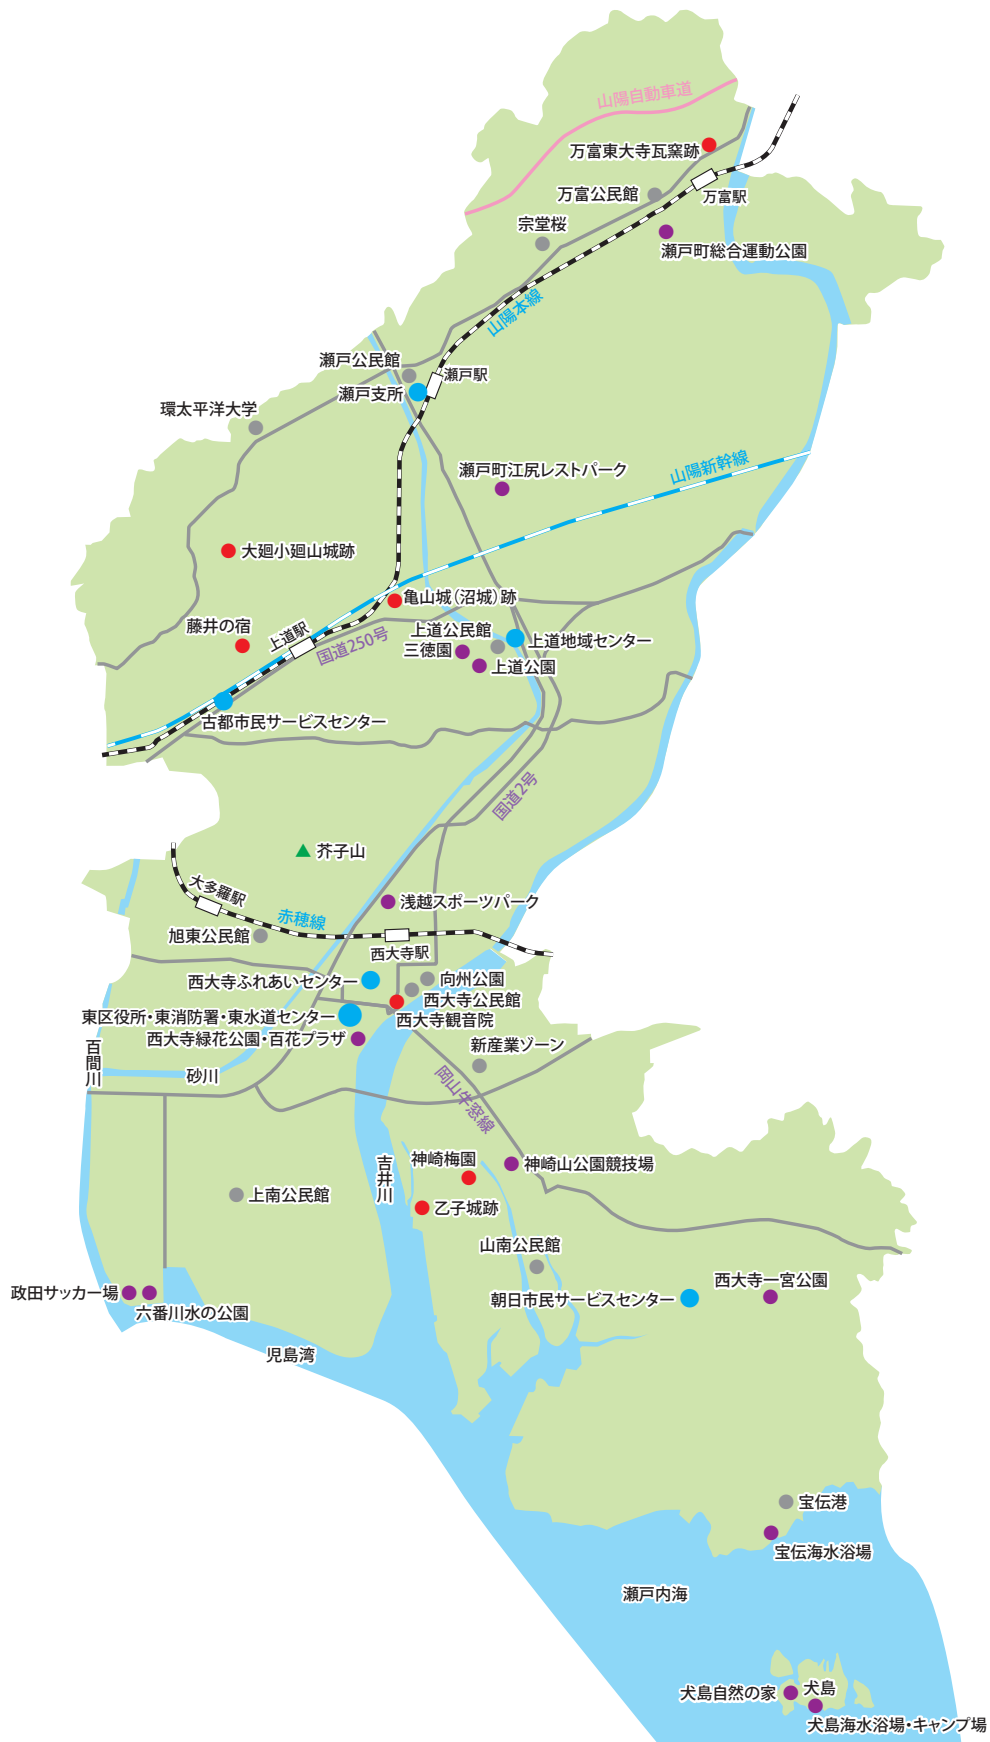 山陽自動車道
万富東大寺瓦窯跡
万富公民館
万富駅
宗堂桜
瀬戸町総合運動公園
山陽本線
瀬戸公民館
瀬戸駅
瀬戸支所
環太平洋大学
山陽新幹線
瀬戸町江尻レストパーク
大廻小廻山城跡
亀山城（沼城）跡
藤井の宿
上道駅
国道250号
上道公民館
上道地域センター
三徳園
上道公園
古都市民サービスセンター
国道2号
芥子山
大多羅駅
赤穂線
浅越スポーツパーク
旭東公民館
西大寺駅
西大寺ふれあいセンター
向州公園
西大寺公民館
東区役所・東消防署・東水道センター
西大寺観音院
西大寺緑花公園・百花プラザ
新産業ゾーン
百間川
砂川
岡山牛窓線
吉井川
神崎梅園
神崎山公園競技場
上南公民館
乙子城跡
山南公民館
政田サッカー場
六番川水の公園
朝日市民サービスセンター
西大寺一宮公園
児島湾
宝伝港
宝伝海水浴場
瀬戸内海
犬島自然の家
犬島
犬島海水浴場・キャンプ場